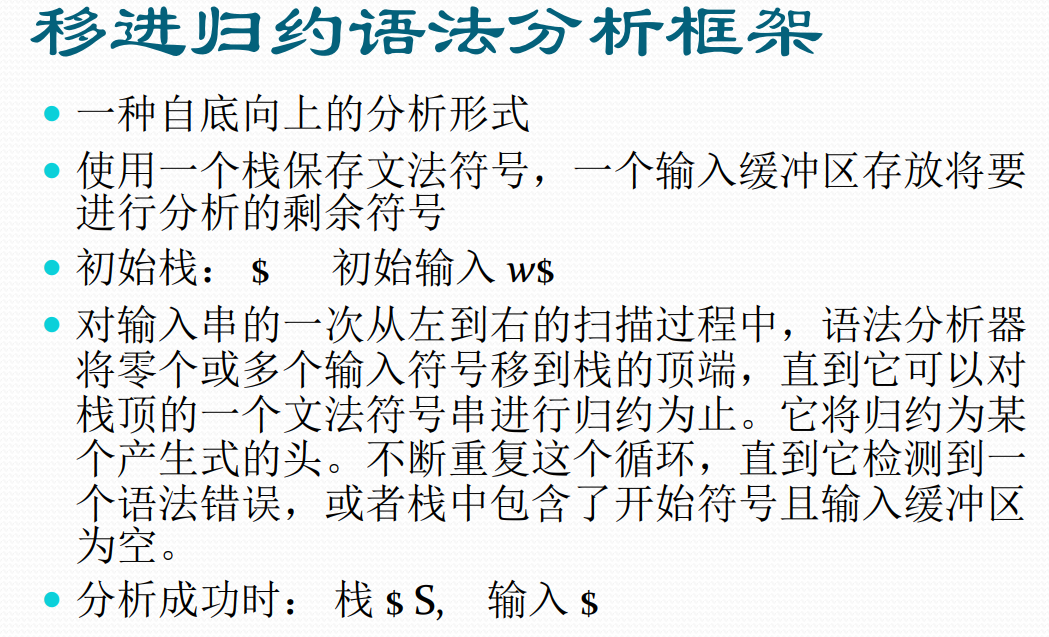 移进归约语法分析框架
一种自底向上的分析形式
使用一个栈保存文法符号，一个输入缓冲区存放将要
进行分析的剩余符号
初始栈： $ 初始输入 w$
对输入串的一次从左到右的扫描过程中，语法分析器
将零个或多个输入符号移到栈的顶端，直到它可以对
栈顶的一个文法符号串进行归约为止。它将归约为某
个产生式的头。不断重复这个循环，直到它检测到一
个语法错误，或者栈中包含了开始符号且输入缓冲区
为空。
分析成功时： 栈 $ S, 输入 $